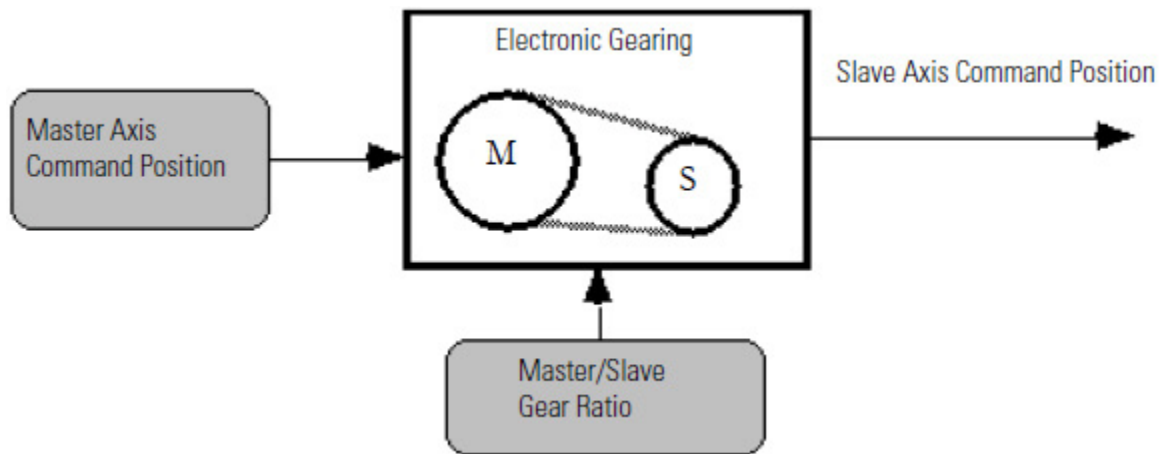 Electronic Gearing
Slave Axis Command Position
Master Axis
Command Position
M
S
Master/Slave
Gear Ratio